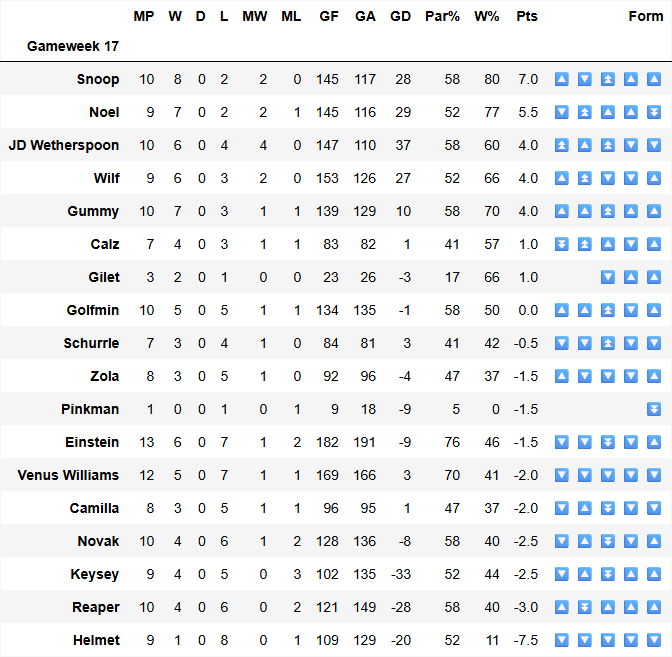 MP W D L MW ML GF GA GD Par% W% Pts Form
Gameweek 17
Snoop 10 8 0 2 2 0 145 117 28 58 80 7.0 🔼 🔽 ⏫ 🔼 🔼
Noel 9 7 0 2 2 1 145 116 29 52 77 5.5 🔽 ⏫ 🔼 🔼 ⏬
JD Wetherspoon 10 6 0 4 4 0 147 110 37 58 60 4.0 ⏫ 🔼 ⏫ 🔽 🔽
Wilf 9 6 0 3 2 0 153 126 27 52 66 4.0 🔼 ⏫ 🔽 🔽 🔼
Gummy 10 7 0 3 1 1 139 129 10 58 70 4.0 🔼 🔼 ⏫ 🔼 🔼
Calz 7 4 0 3 1 1 83 82 1 41 57 1.0 ⏬ ⏫ 🔼 🔽 🔼
Gilet 3 2 0 1 0 0 23 26 -3 17 66 1.0 🔽 🔼 🔼
Golfmin 10 5 0 5 1 1 134 135 -1 58 50 0.0 🔼 🔼 ⏫ 🔽 🔼
Schurrle 7 3 0 4 1 0 84 81 3 41 42 -0.5 🔽 🔽 ⏫ 🔽 🔽
Zola 8 3 0 5 1 0 92 96 -4 47 37 -1.5 🔼 🔽 🔽 🔽 🔼
Pinkman 1 0 0 1 0 1 9 18 -9 5 0 -1.5 ⏬
Einstein 13 6 0 7 1 2 182 191 -9 76 46 -1.5 🔽 🔽 ⏬ 🔽 🔼
Venus Williams 12 5 0 7 1 1 169 166 3 70 41 -2.0 🔽 🔽 🔽 🔽 🔽
Camilla 8 3 0 5 1 1 96 95 1 47 37 -2.0 🔽 🔼 ⏬ 🔽 🔽
Novak 10 4 0 6 1 2 128 136 -8 58 40 -2.5 🔽 🔼 ⏬ 🔽 🔼
Keysey 9 4 0 5 0 3 102 135 -33 52 44 -2.5 🔽 🔼 ⏬ 🔼 🔼
Reaper 10 4 0 6 0 2 121 149 -28 58 40 -3.0 🔼 ⏬ 🔼 🔼 🔼
Helmet 9 1 0 8 0 1 109 129 -20 52 11 -7.5 🔽 🔽 🔽 🔽 🔽